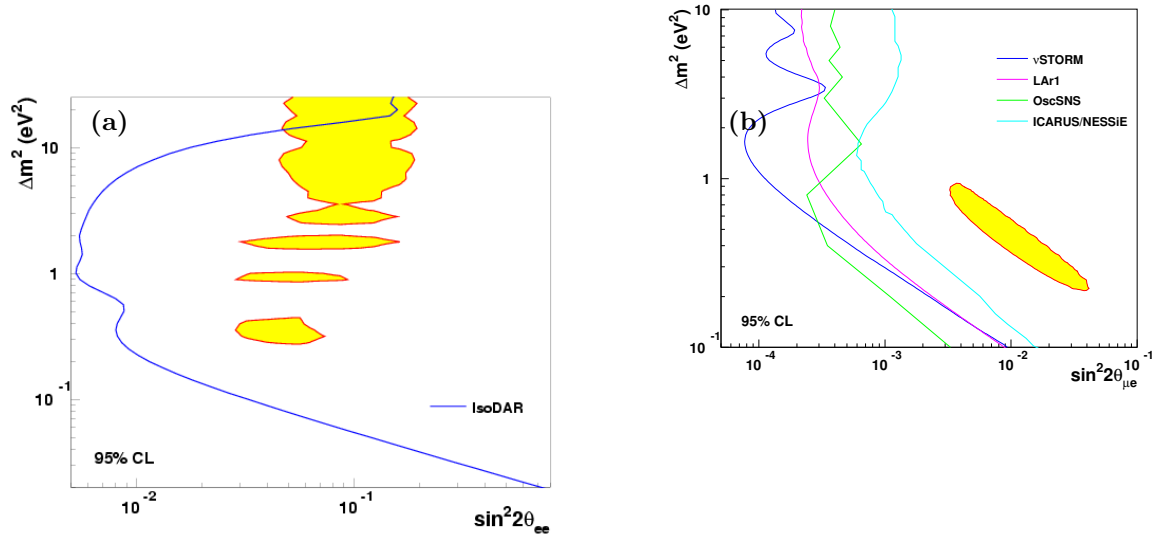 (a)
Δm² (eV²)
10
1
10⁻¹
IsoDAR
95% CL
10⁻²
10⁻¹
sin²2θₑₑ
(b)
Δm² (eV²)
10
1
10⁻¹
νSTORM
LAr1
OscSNS
ICARUS/NESSiE
95% CL
10⁻⁴
10⁻³
10⁻²
10⁻¹
sin²2θμe